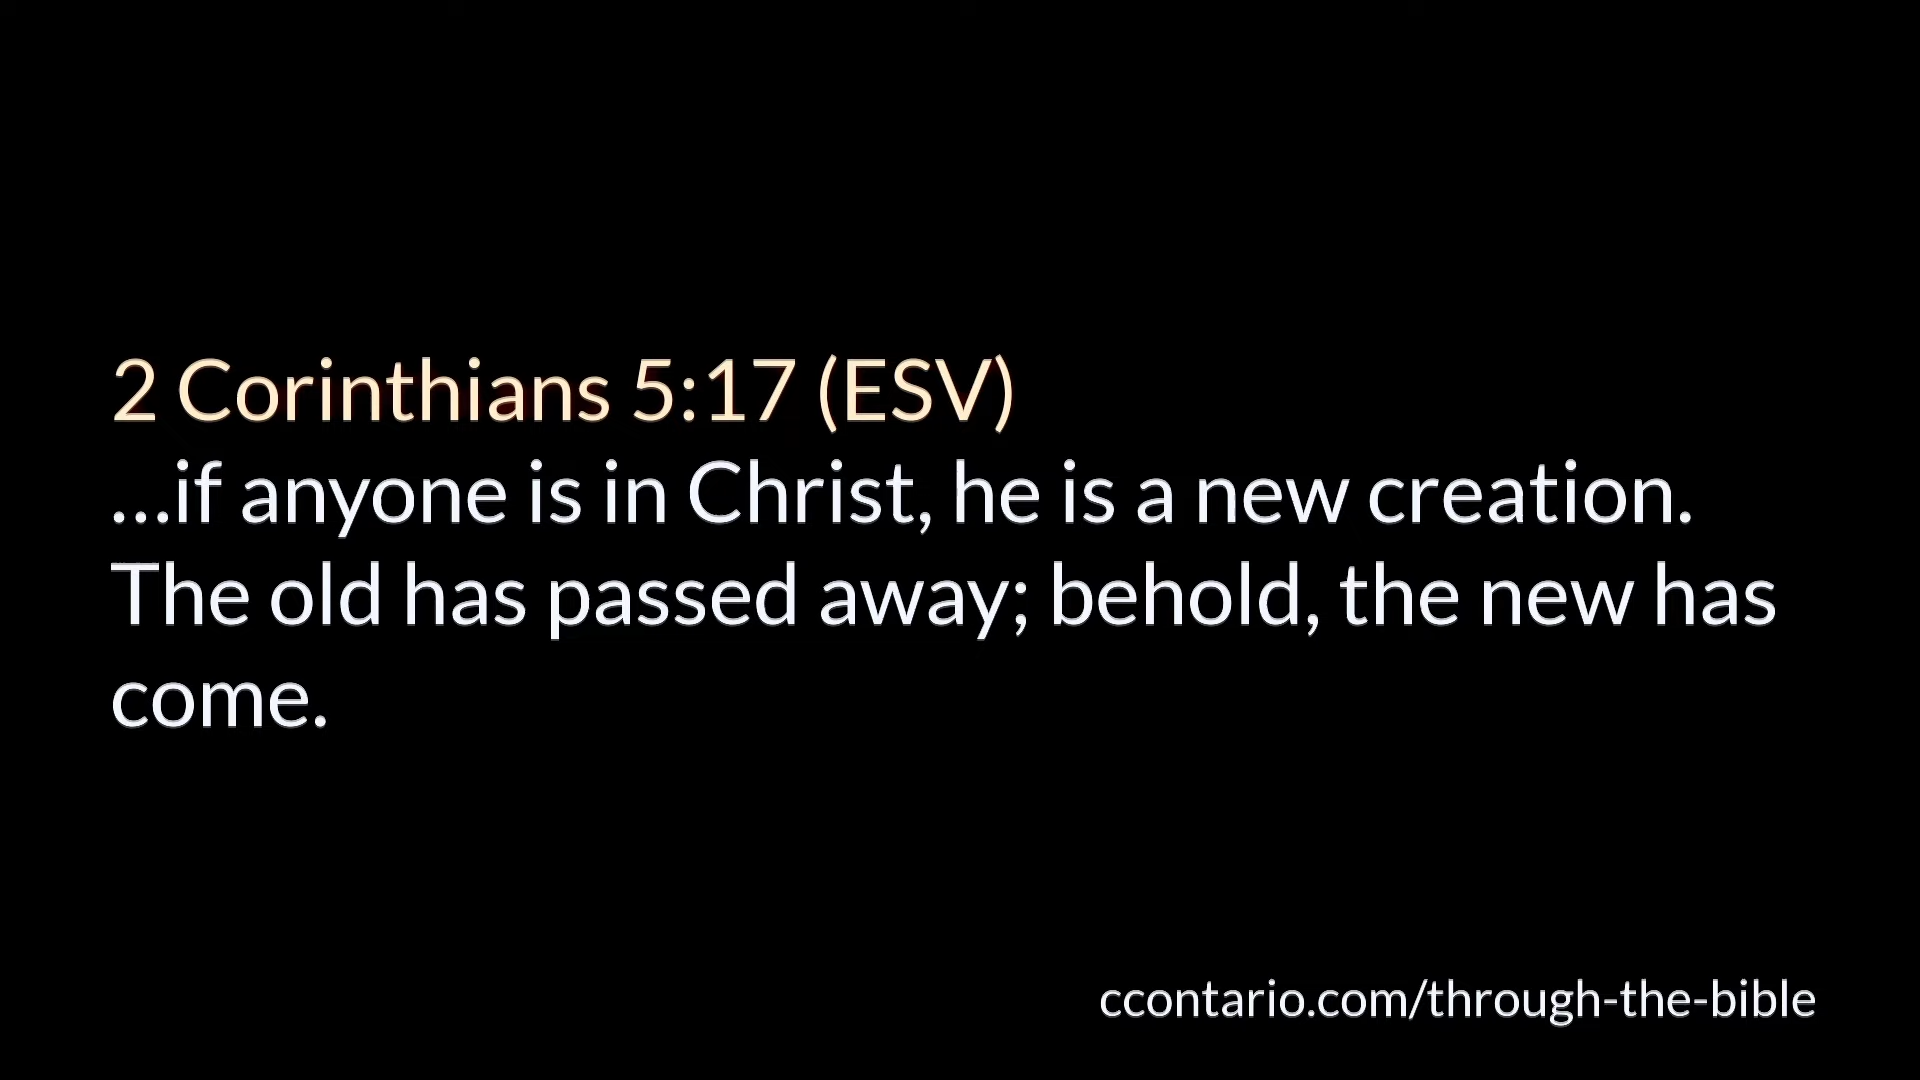 2 Corinthians 5:17 (ESV)
…if anyone is in Christ, he is a new creation.
The old has passed away; behold, the new has
come.
ccontario.com/through-the-bible